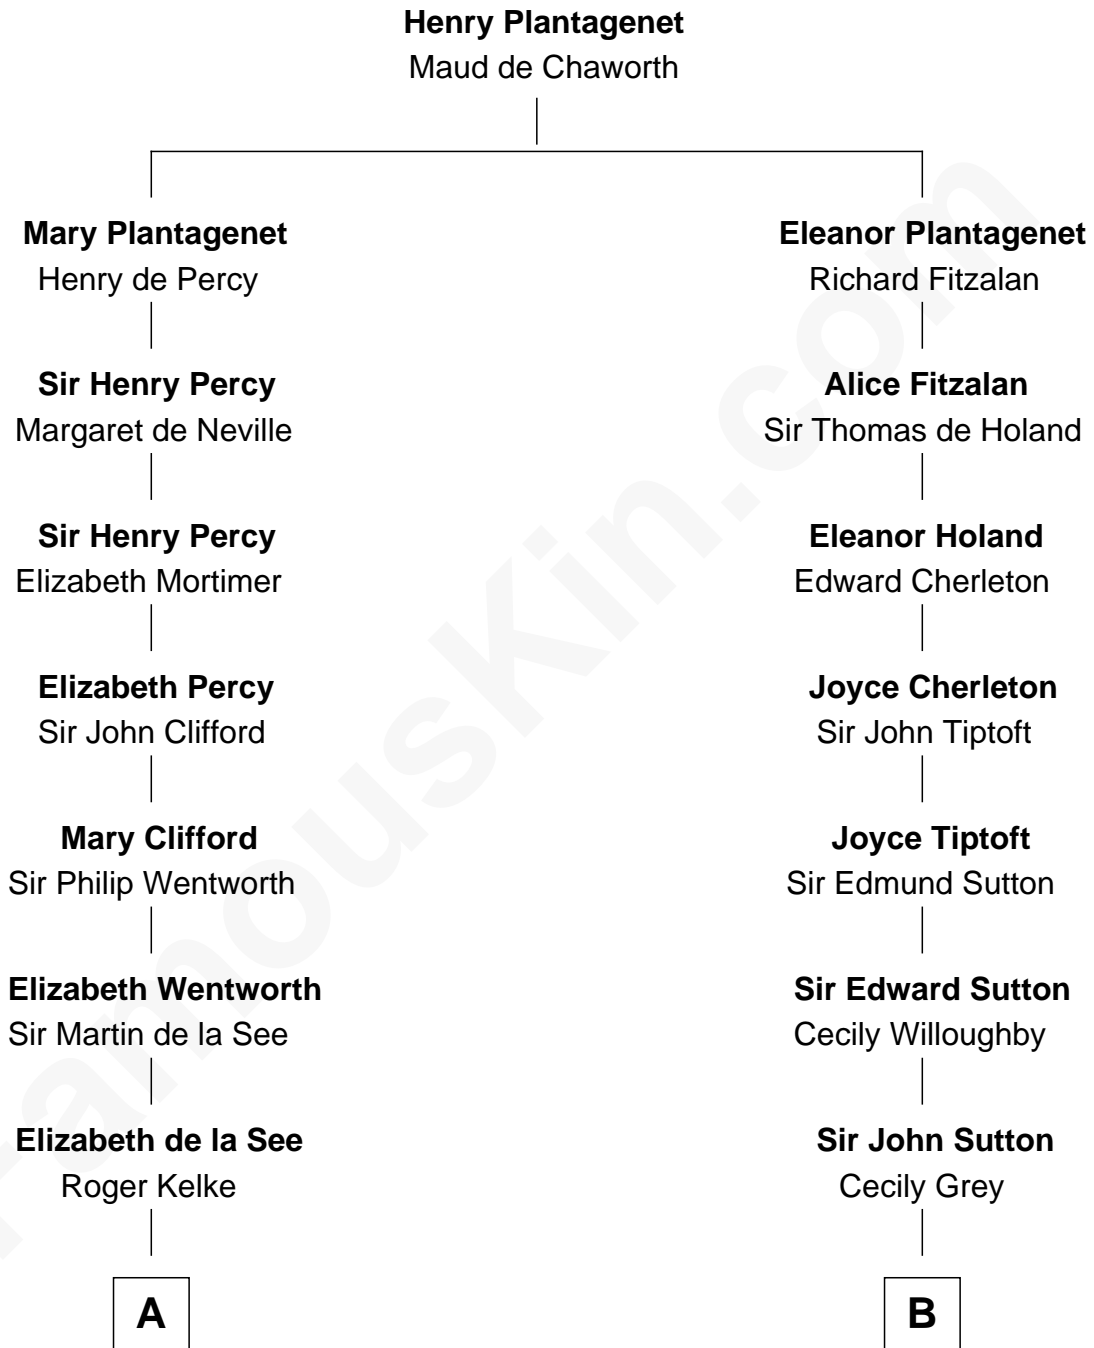 Henry Plantagenet
Maud de Chaworth
Mary Plantagenet
Henry de Percy
Eleanor Plantagenet
Richard Fitzalan
Sir Henry Percy
Margaret de Neville
Alice Fitzalan
Sir Thomas de Holand
Sir Henry Percy
Elizabeth Mortimer
Eleanor Holand
Edward Cherleton
Elizabeth Percy
Sir John Clifford
Joyce Cherleton
Sir John Tiptoft
Mary Clifford
Sir Philip Wentworth
Joyce Tiptoft
Sir Edmund Sutton
Elizabeth Wentworth
Sir Martin de la See
Sir Edward Sutton
Cecily Willoughby
Elizabeth de la See
Roger Kelke
Sir John Sutton
Cecily Grey
A
B
FamousKin.com